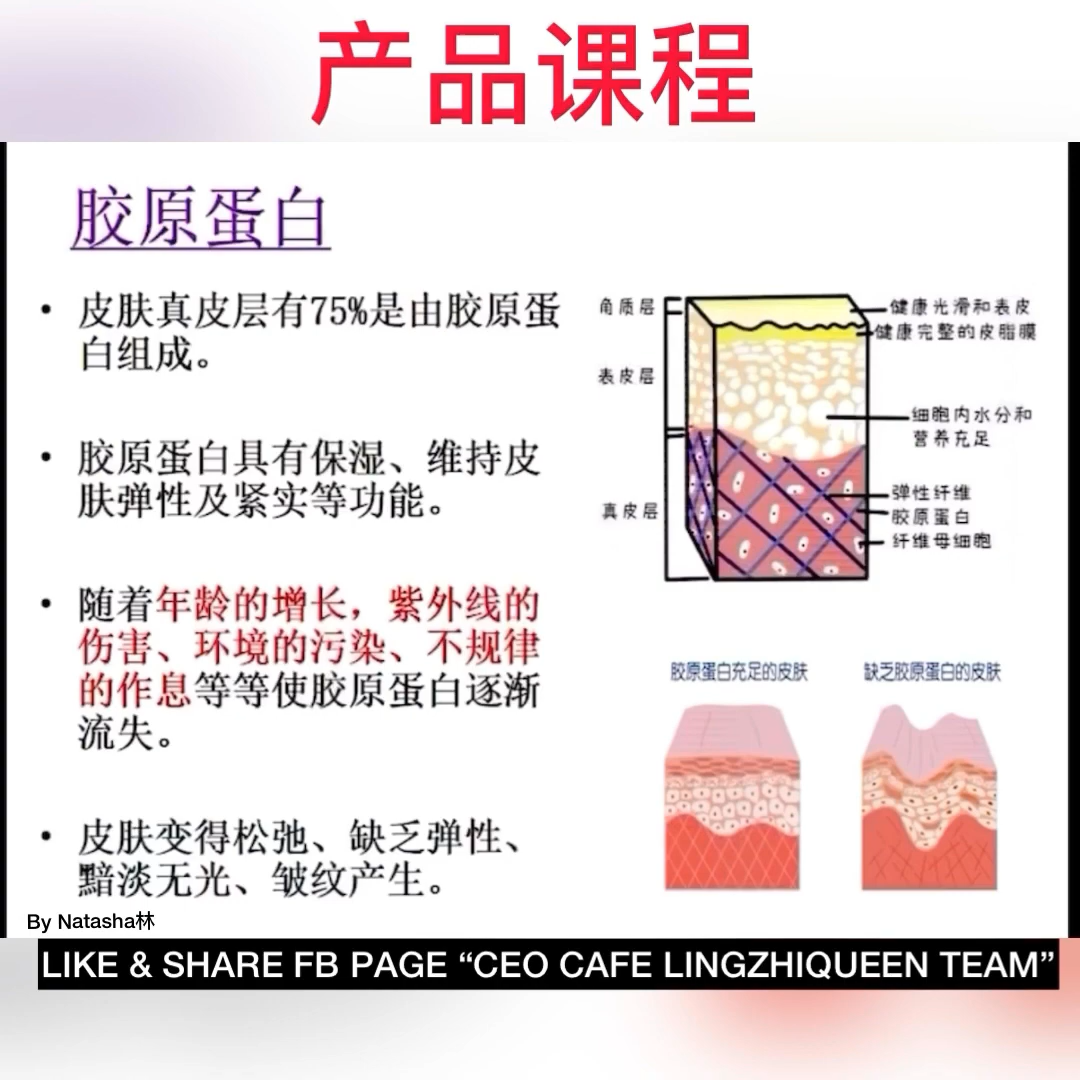 产品课程
胶原蛋白
• 皮肤真皮层有75%是由胶原蛋
白组成。
• 胶原蛋白具有保湿、维持皮
肤弹性及紧实等功能。
• 随着年龄的增长，紫外线的
伤害、环境的污染、不规律
的作息等等使胶原蛋白逐渐
流失。
• 皮肤变得松弛、缺乏弹性、
黯淡无光、皱纹产生。
角质层
表皮层
真皮层
健康光滑和表皮
健康完整的皮脂膜
细胞内水分和
营养充足
弹性纤维
胶原蛋白
纤维母细胞
胶原蛋白充足的皮肤
缺乏胶原蛋白的皮肤
By Natasha林
LIKE & SHARE FB PAGE “CEO CAFE LINGZHIQUEEN TEAM”